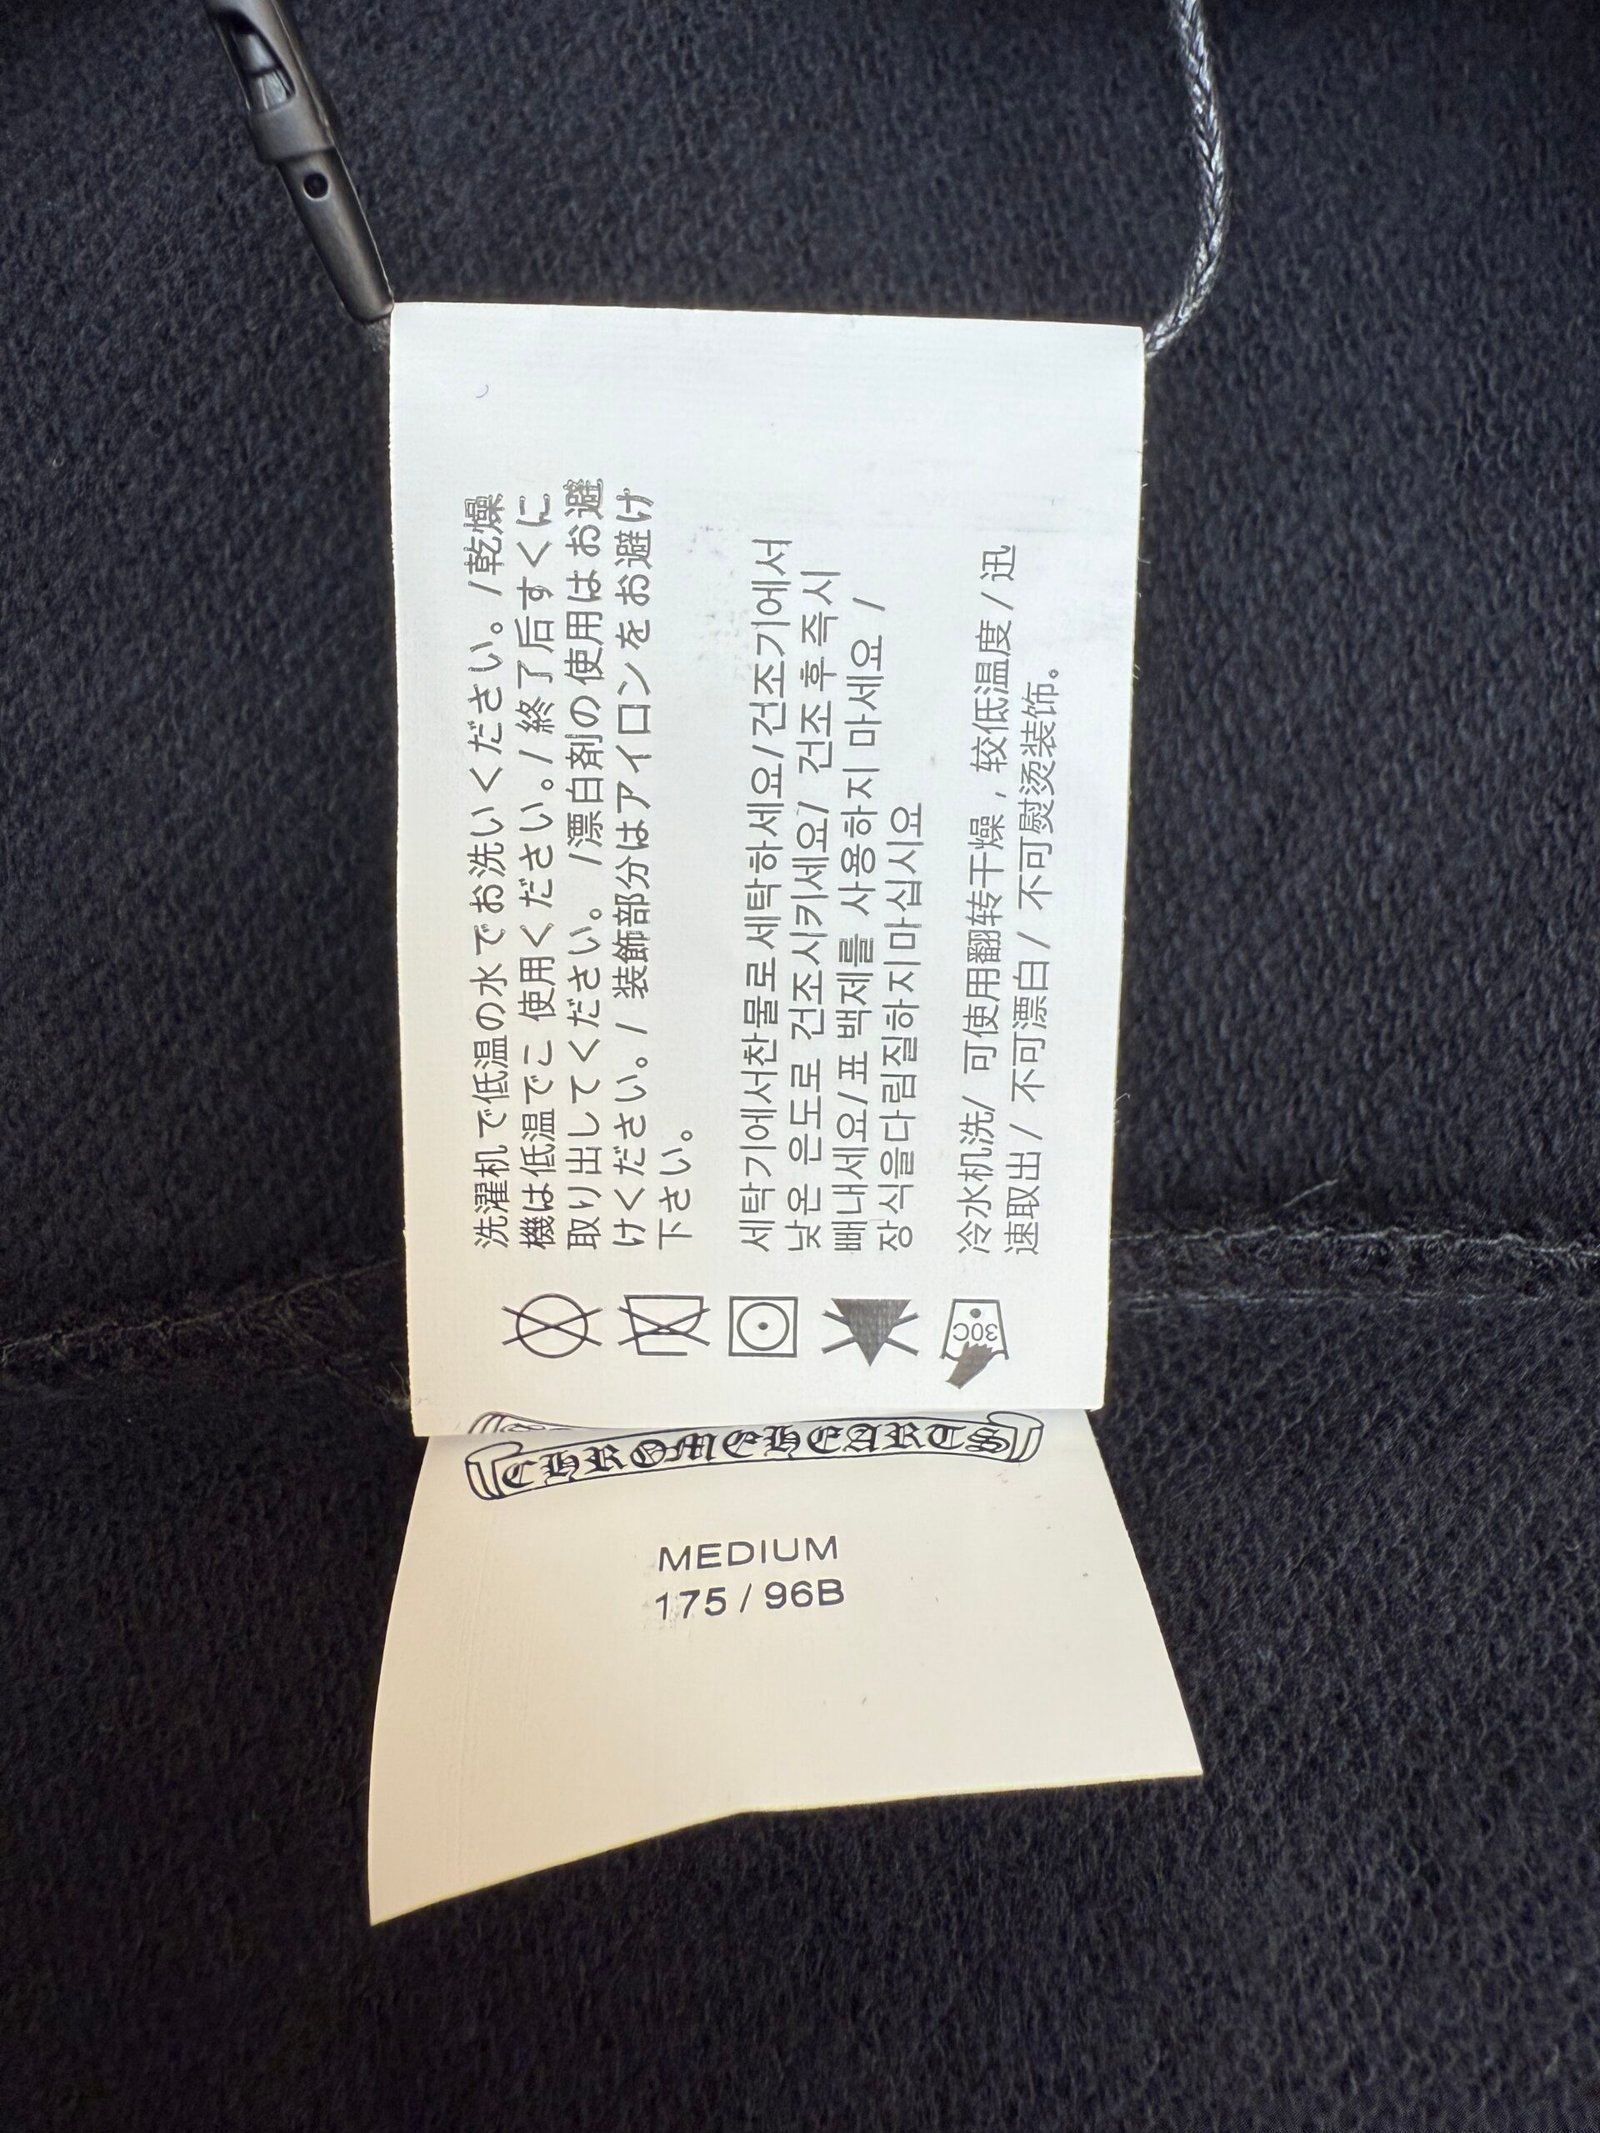 洗濯机で低温の水でお洗いください。/乾燥
機は低温でこ使用ください。/終了后すくに
取り出してください。/漂白剤の使用はお避
けください。/ 装飾部分はアイロンをお避け
下さい。
세탁기에서찬물로세탁하세요/건조기에서
낮온 온도로 건조시키세요/ 건조후즉시
빼내세요/표 백제를 사용하지 마세요 /
장식을다림질하지마십시요
冷水机洗/ 可使用翻转干燥，较低温度 / 迅
速取出 / 不可漂白 / 不可熨烫装饰。
30C
CHROMEHEARTS
MEDIUM
175 / 96B